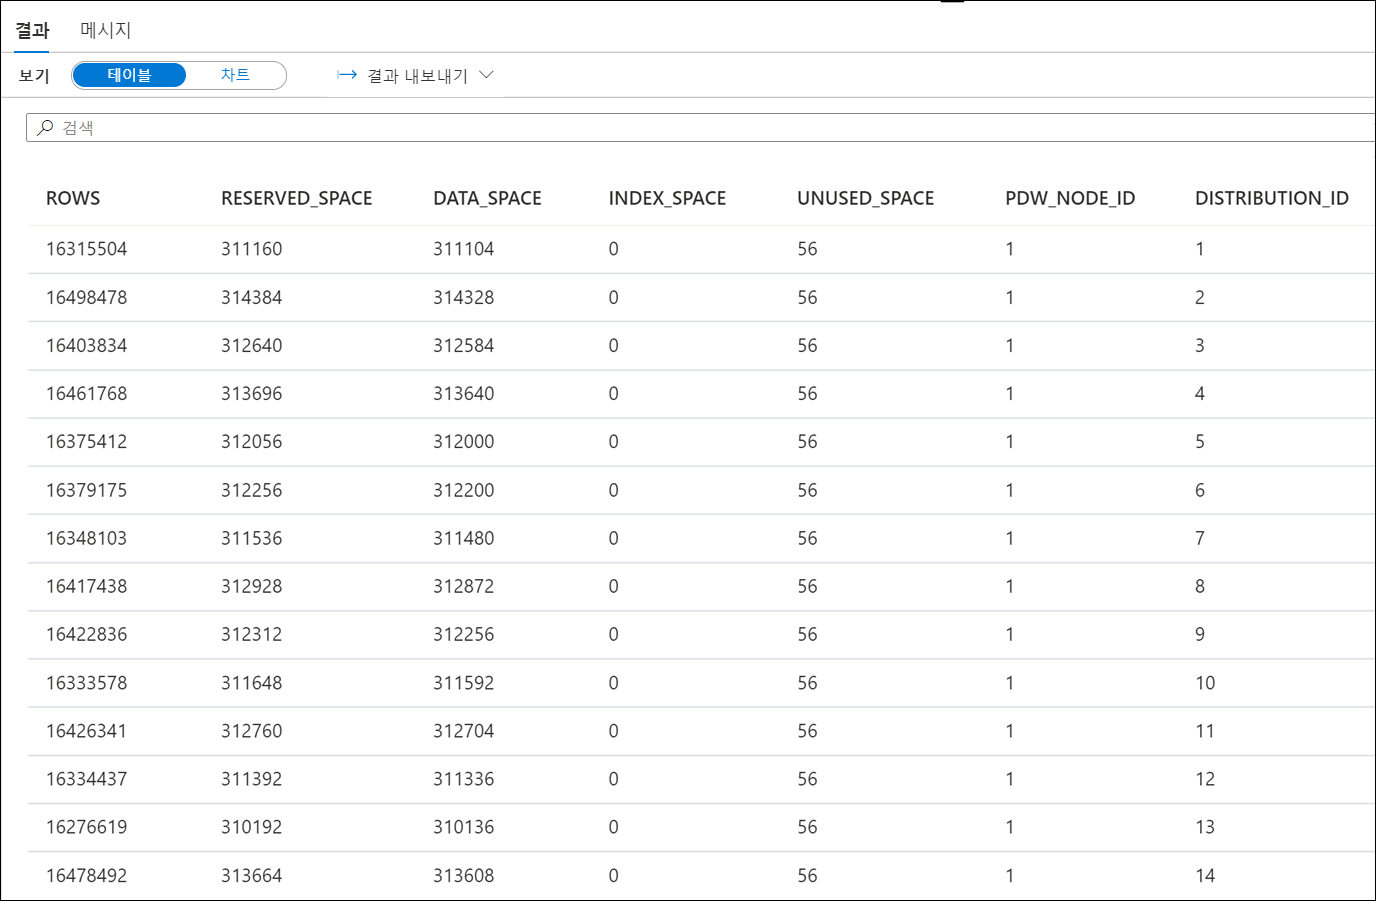 결과 메시지
보기 테이블 차트 결과 내보내기
검색
ROWS RESERVED_SPACE DATA_SPACE INDEX_SPACE UNUSED_SPACE PDW_NODE_ID DISTRIBUTION_ID
16315504 311160 311104 0 56 1 1
16498478 314384 314328 0 56 1 2
16403834 312640 312584 0 56 1 3
16461768 313696 313640 0 56 1 4
16375412 312056 312000 0 56 1 5
16379175 312256 312200 0 56 1 6
16348103 311536 311480 0 56 1 7
16417438 312928 312872 0 56 1 8
16422836 312312 312256 0 56 1 9
16333578 311648 311592 0 56 1 10
16426341 312760 312704 0 56 1 11
16334437 311392 311336 0 56 1 12
16276619 310192 310136 0 56 1 13
16478492 313664 313608 0 56 1 14